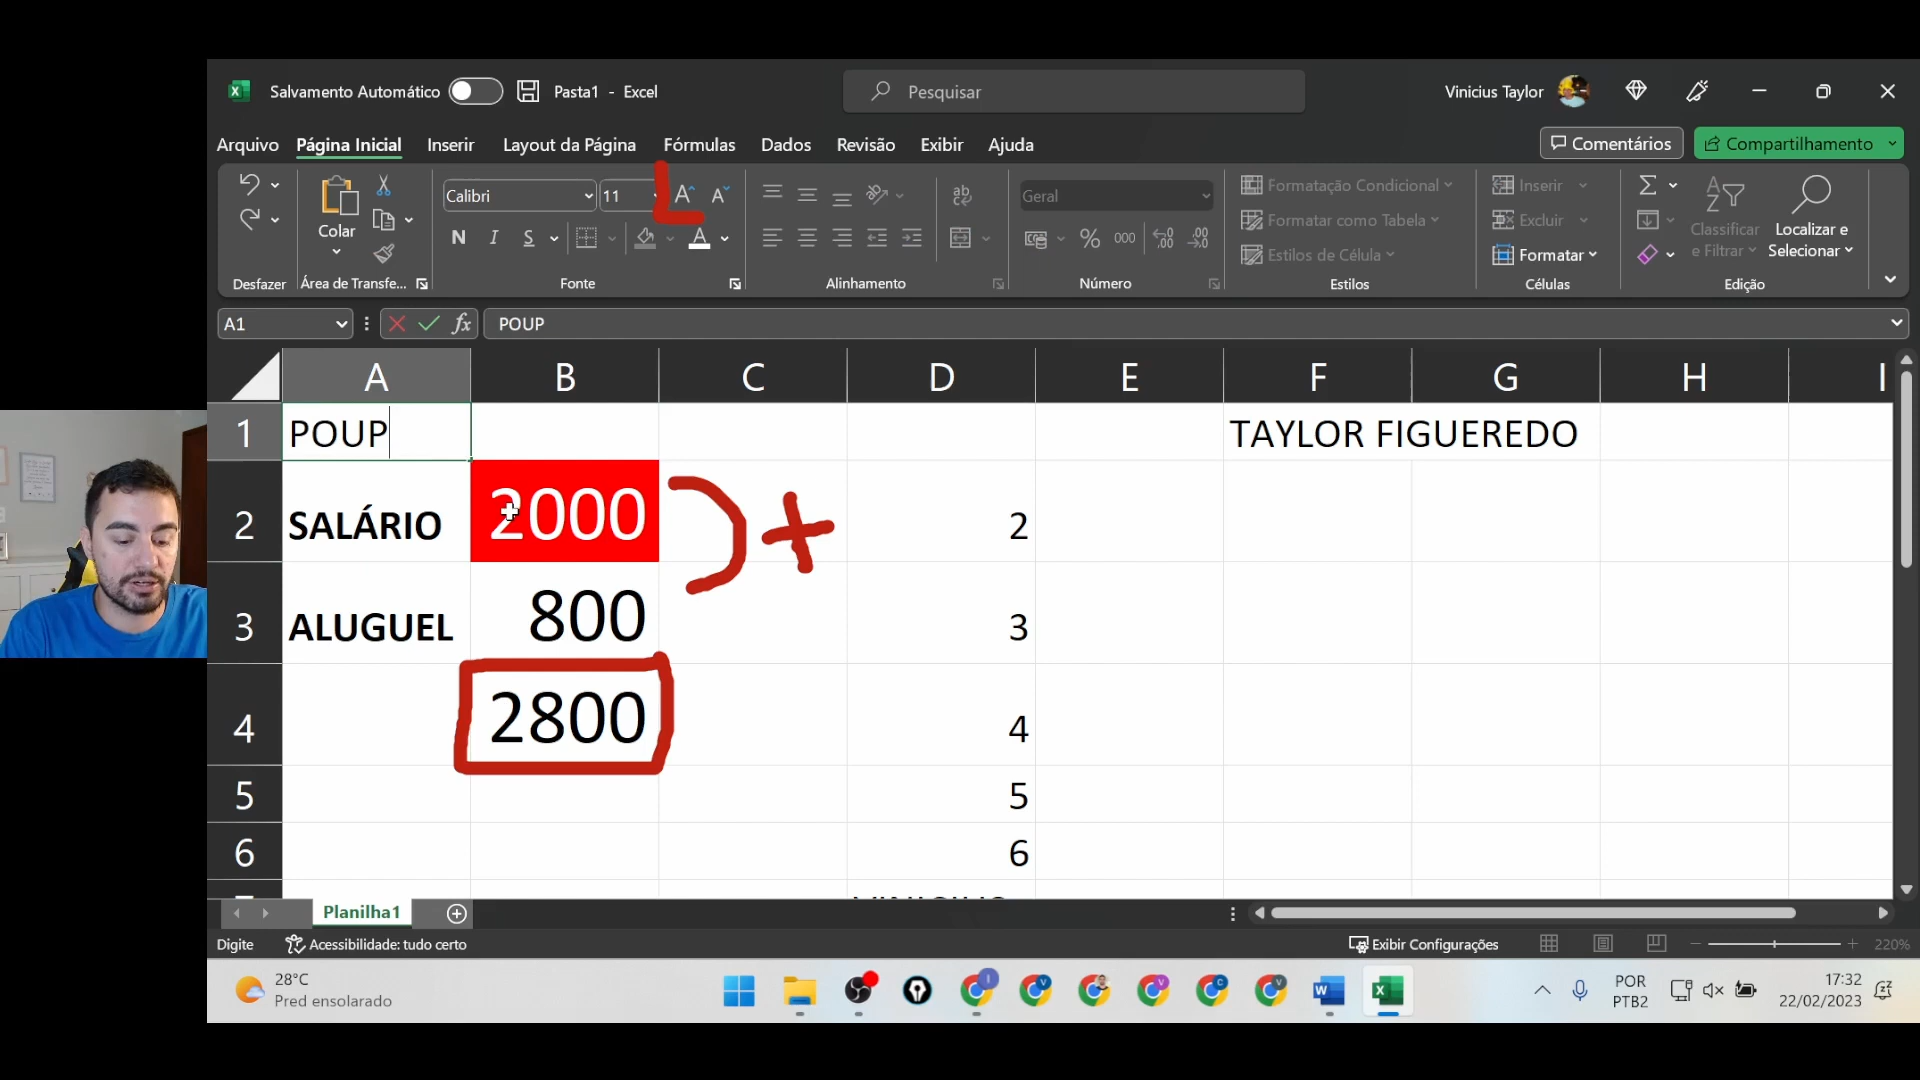 Salvamento Automático
Pasta1 - Excel
Pesquisar
Vinicius Taylor
Arquivo
Página Inicial
Inserir
Layout da Página
Fórmulas
Dados
Revisão
Exibir
Ajuda
Comentários
Compartilhamento
Colar
Calibri
11
N I S
Geral
% 000
Formatação Condicional
Formatar como Tabela
Estilos de Célula
Inserir
Excluir
Formatar
Classificar
e Filtrar
Localizar e
Selecionar
Desfazer
Área de Transfe...
Fonte
Alinhamento
Número
Estilos
Células
Edição
A1
fx
POUP
A B C D E F G H I
1 POUP TAYLOR FIGUEREDO
2 SALÁRIO 2000 + 2
3 ALUGUEL 800 3
4 2800 4
5 5
6 6
Planilha1
Digite
Acessibilidade: tudo certo
Exibir Configurações
220%
28°C
Pred ensolarado
POR
PTB2
17:32
22/02/2023